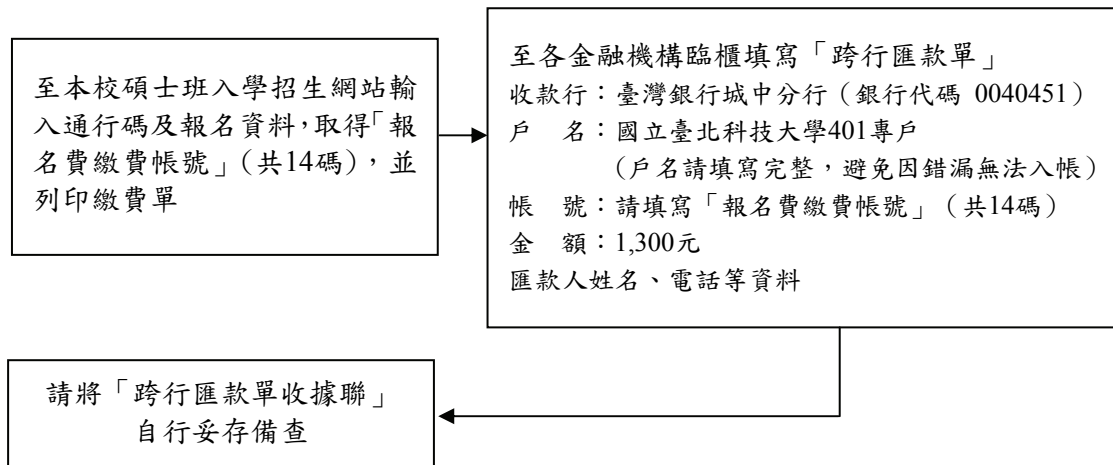 至本校碩士班入學招生網站輸
入通行碼及報名資料,取得「報
名費繳費帳號」(共14碼),並
列印繳費單
至各金融機構臨櫃填寫「跨行匯款單」
收款行:臺灣銀行城中分行(銀行代碼 0040451)
戶　名:國立臺北科技大學401專戶
(戶名請填寫完整,避免因錯漏無法入帳)
帳　號:請填寫「報名費繳費帳號」(共14碼)
金　額:1,300元
匯款人姓名、電話等資料
請將「跨行匯款單收據聯」
自行妥存備查